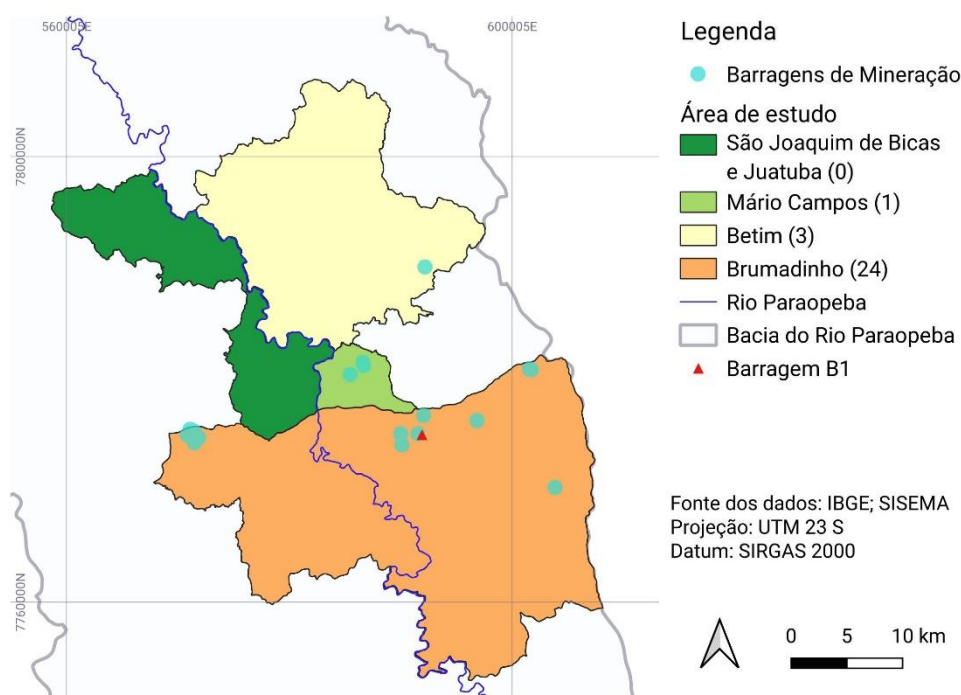 560005E
600005E
7800000N
7760000N
Legenda
Barragens de Mineração
Área de estudo
São Joaquim de Bicas
e Juatuba (0)
Mário Campos (1)
Betim (3)
Brumadinho (24)
Rio Paraopeba
Bacia do Rio Paraopeba
Barragem B1
Fonte dos dados: IBGE; SISEMA
Projeção: UTM 23 S
Datum: SIRGAS 2000
0 5 10 km